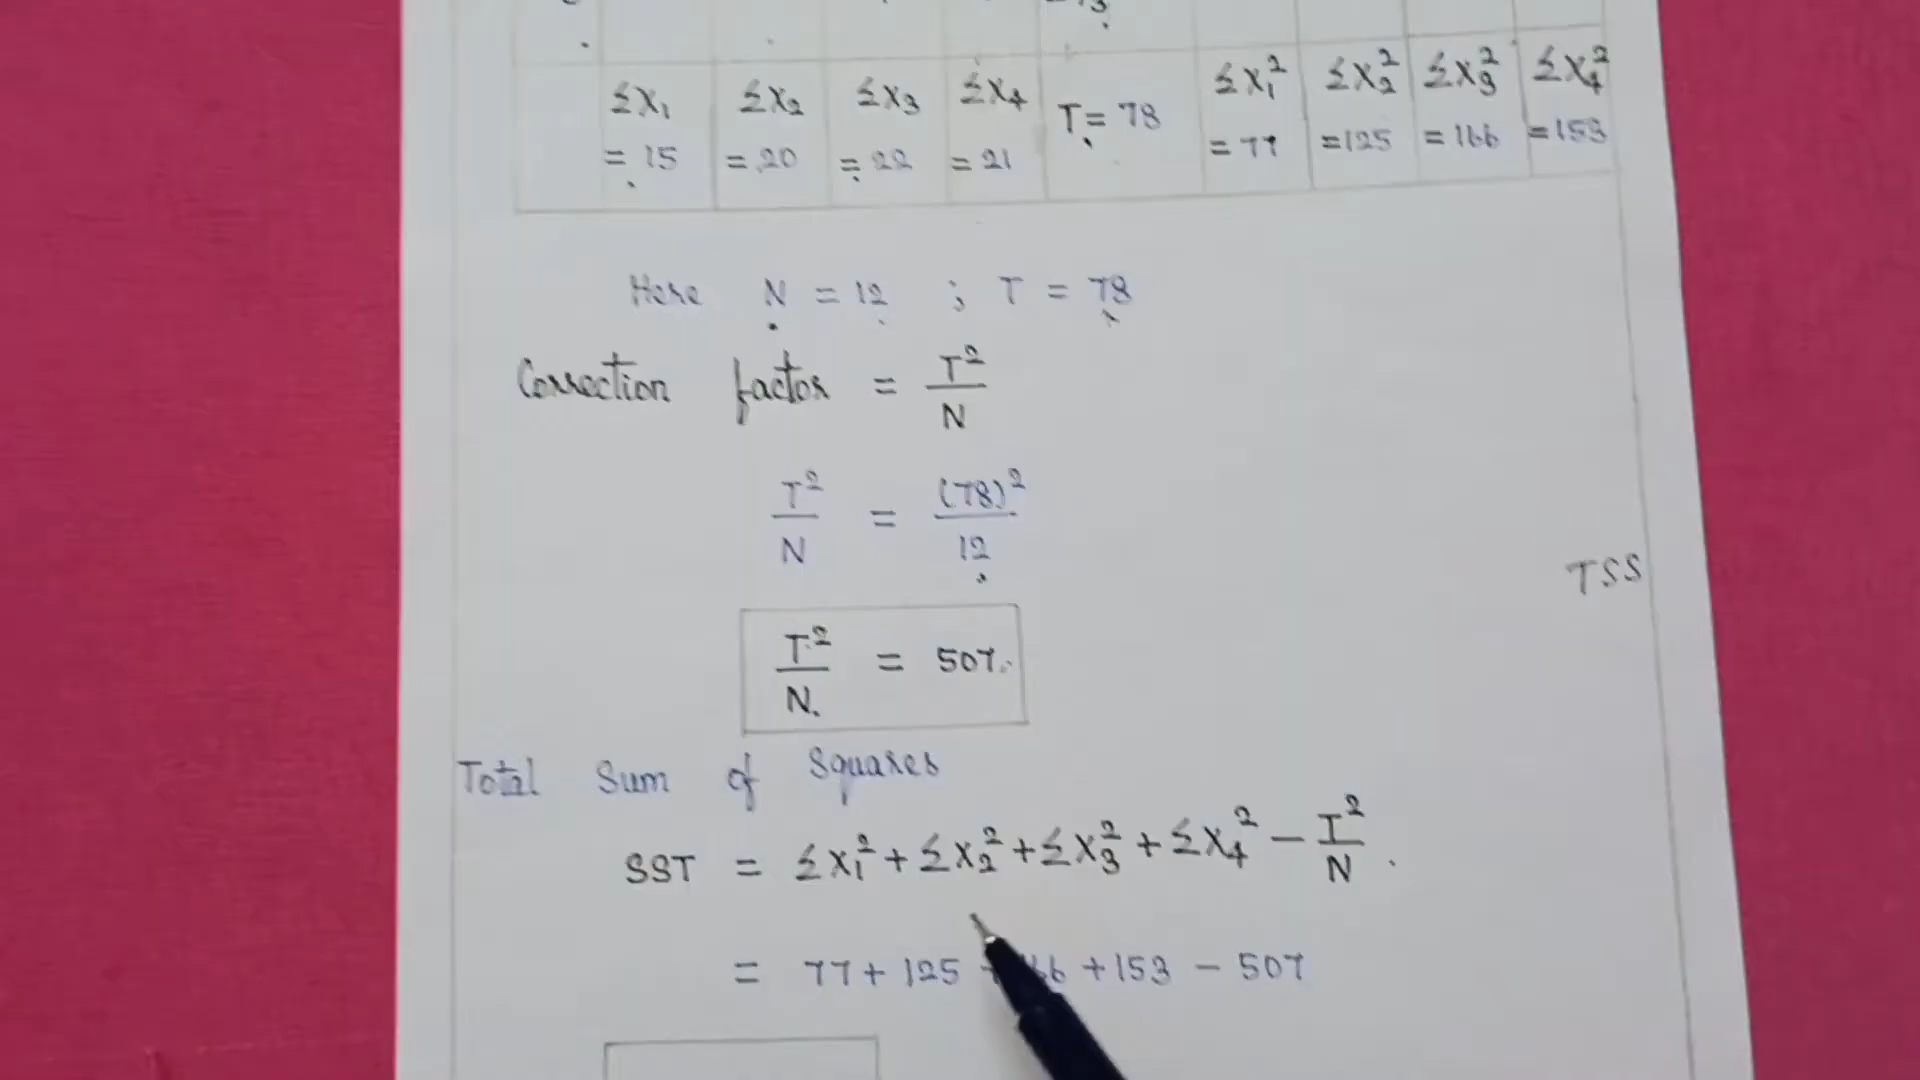 ΣX₁ ΣX₂ ΣX₃ ΣX₄ T = 78 ΣX₁² ΣX₂² ΣX₃² ΣX₄²
= 15 = 20 = 22 = 21 = 77 = 125 = 166 = 153
Here N = 12 ; T = 78
Correction factor = T²/N
T²/N = (78)²/12
TSS
T²/N = 507
Total Sum of Squares
SST = ΣX₁² + ΣX₂² + ΣX₃² + ΣX₄² - T²/N
= 77 + 125 + 66 + 153 - 507